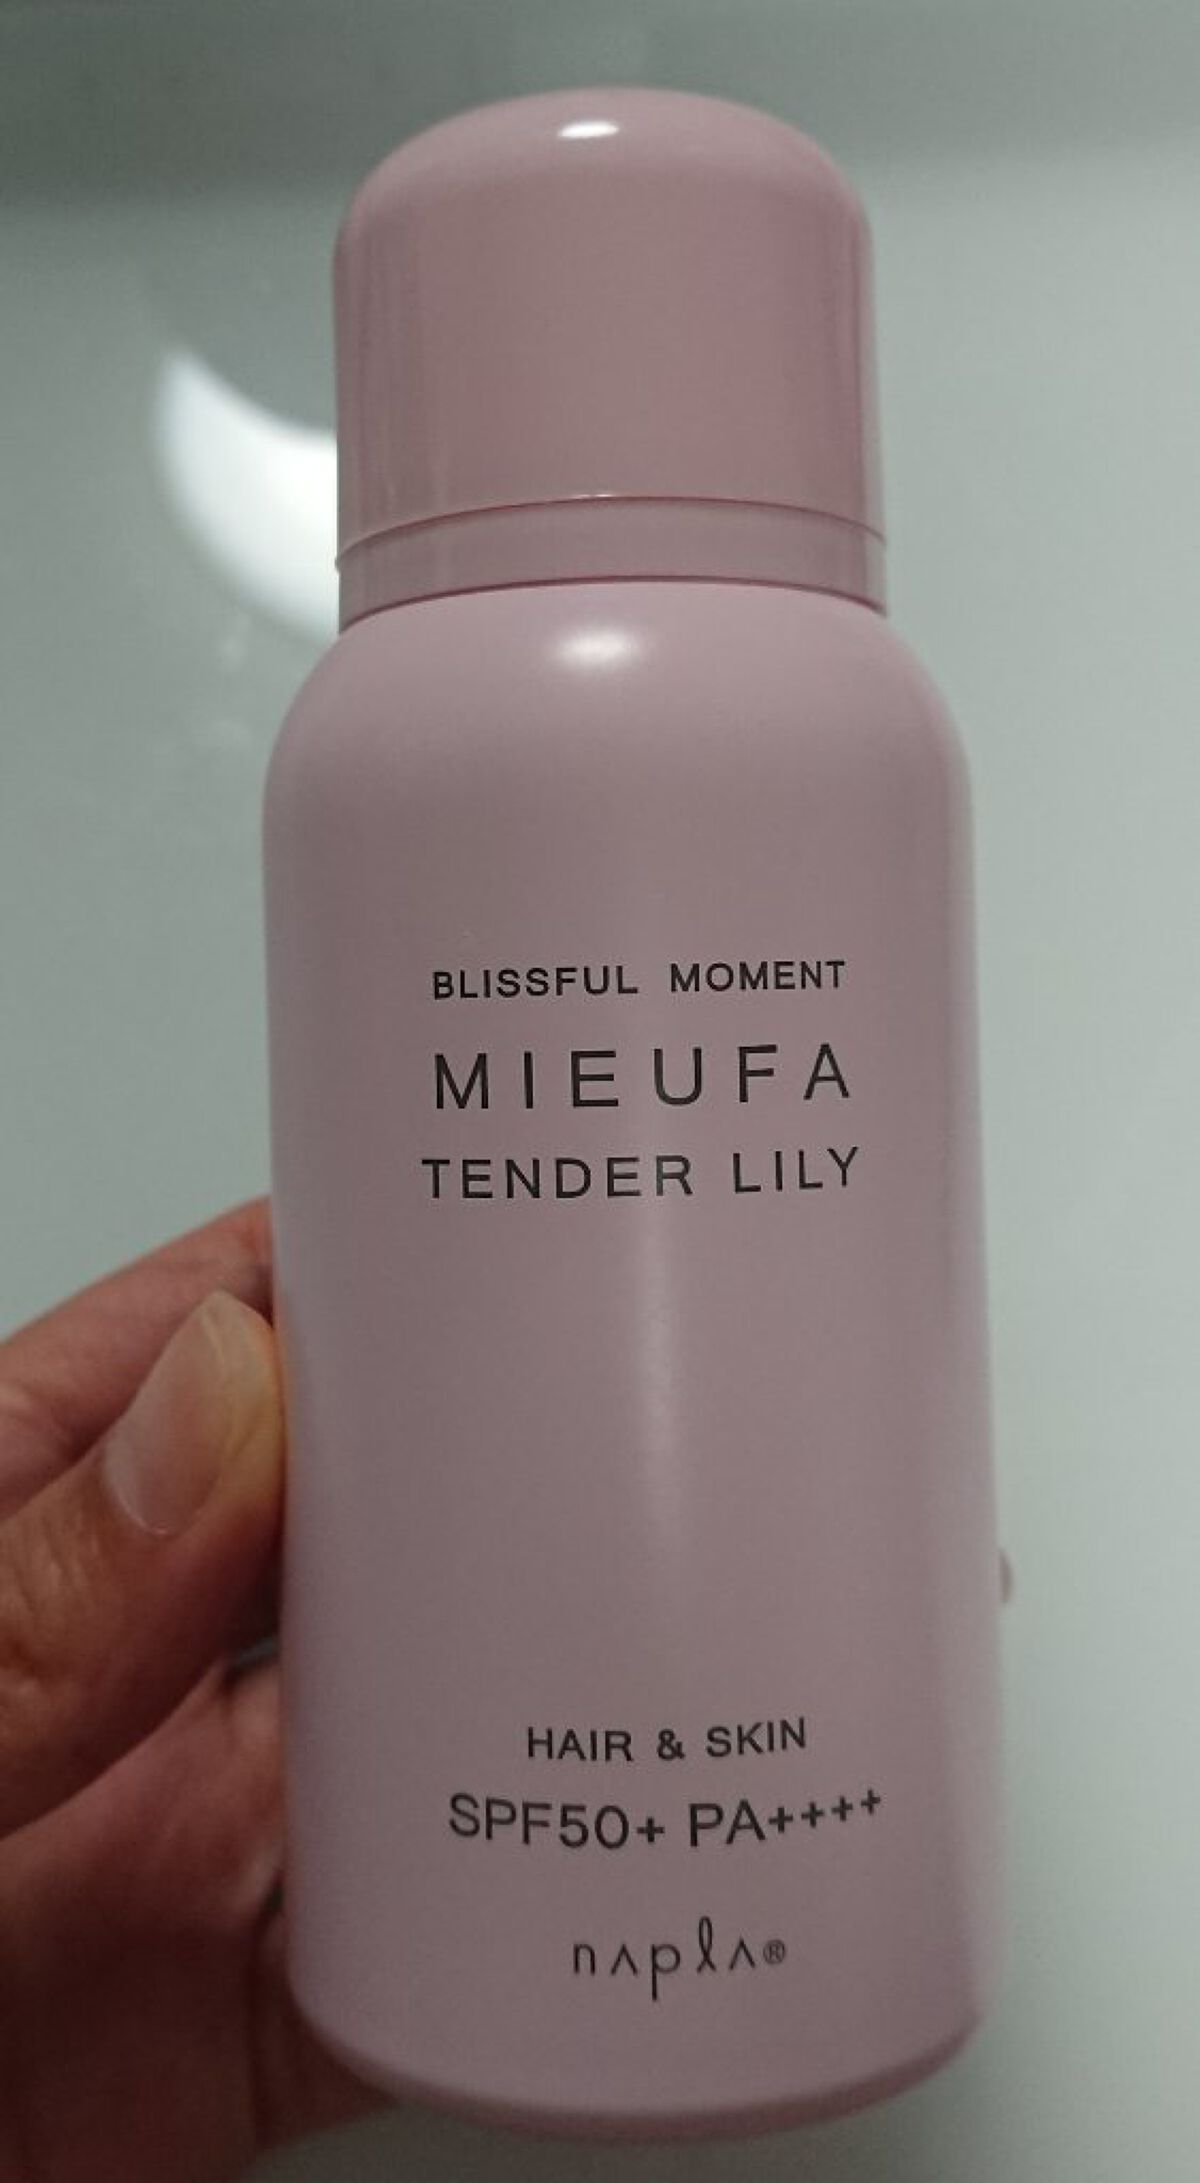 BLISSFUL MOMENT
MIEUFA
TENDER LILY
HAIR & SKIN
SPF50+ PA++++
napla®